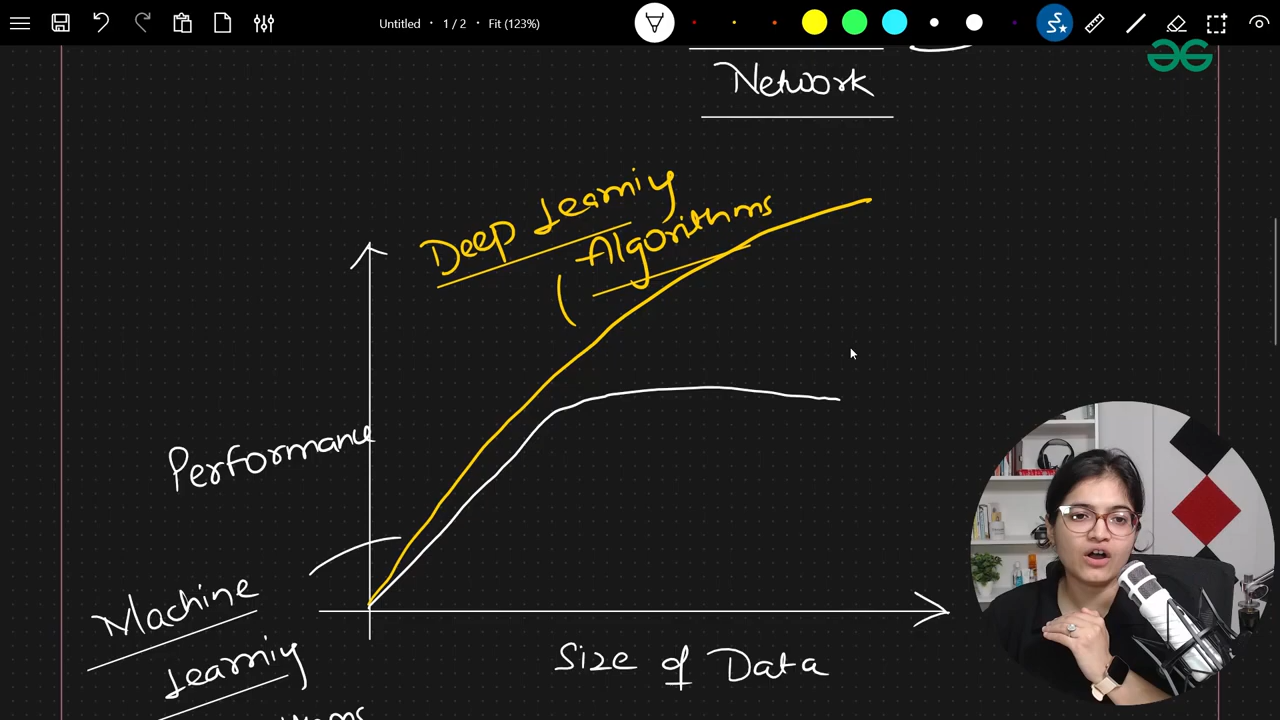 Untitled • 1 / 2 • Fit (123%)
Network
Deep Learning
Algorithms
Performance
Machine
Learning
Size of Data